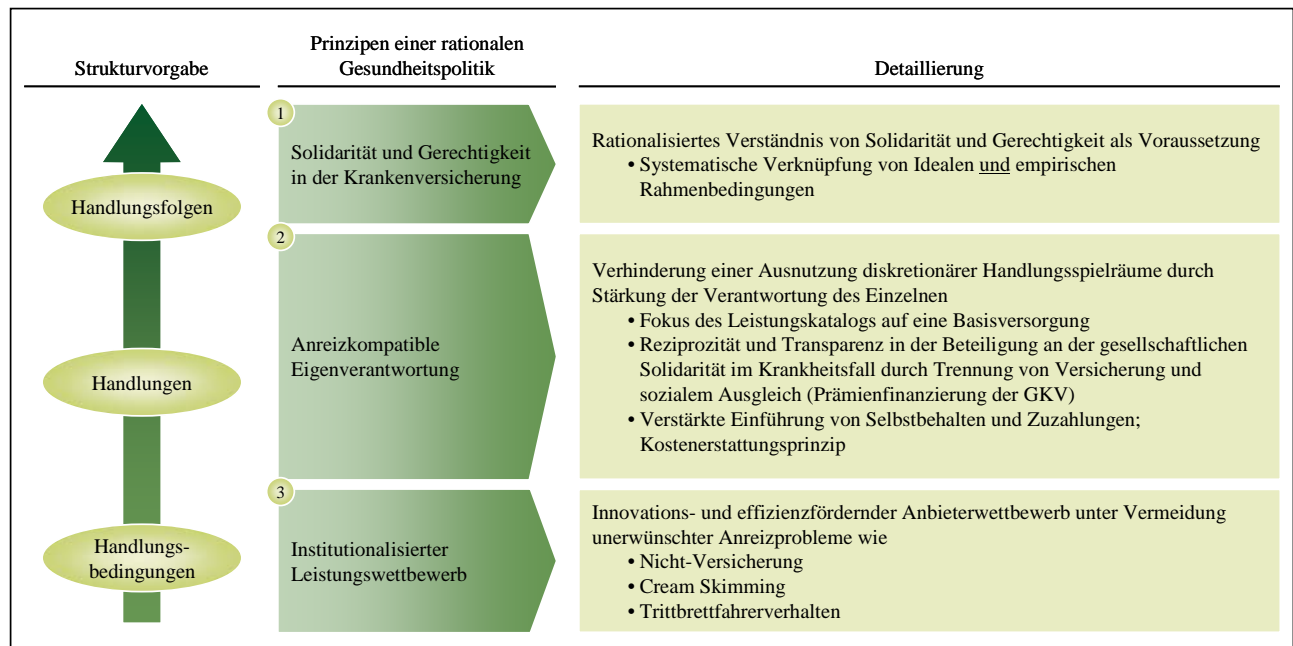 Strukturvorgabe
Prinzipen einer rationalen
Gesundheitspolitik
Detaillierung
Handlungsfolgen
1
Solidarität und Gerechtigkeit
in der Krankenversicherung
Rationalisiertes Verständnis von Solidarität und Gerechtigkeit als Voraussetzung
• Systematische Verknüpfung von Idealen und empirischen
Rahmenbedingungen
Handlungen
2
Anreizkompatible
Eigenverantwortung
Verhinderung einer Ausnutzung diskretionärer Handlungsspielräume durch
Stärkung der Verantwortung des Einzelnen
• Fokus des Leistungskatalogs auf eine Basisversorgung
• Reziprozität und Transparenz in der Beteiligung an der gesellschaftlichen
Solidarität im Krankheitsfall durch Trennung von Versicherung und
sozialem Ausgleich (Prämienfinanzierung der GKV)
• Verstärkte Einführung von Selbstbehalten und Zuzahlungen;
Kostenerstattungsprinzip
Handlungs-
bedingungen
3
Institutionalisierter
Leistungswettbewerb
Innovations- und effizienzfördernder Anbieterwettbewerb unter Vermeidung
unerwünschter Anreizprobleme wie
• Nicht-Versicherung
• Cream Skimming
• Trittbrettfahrerverhalten